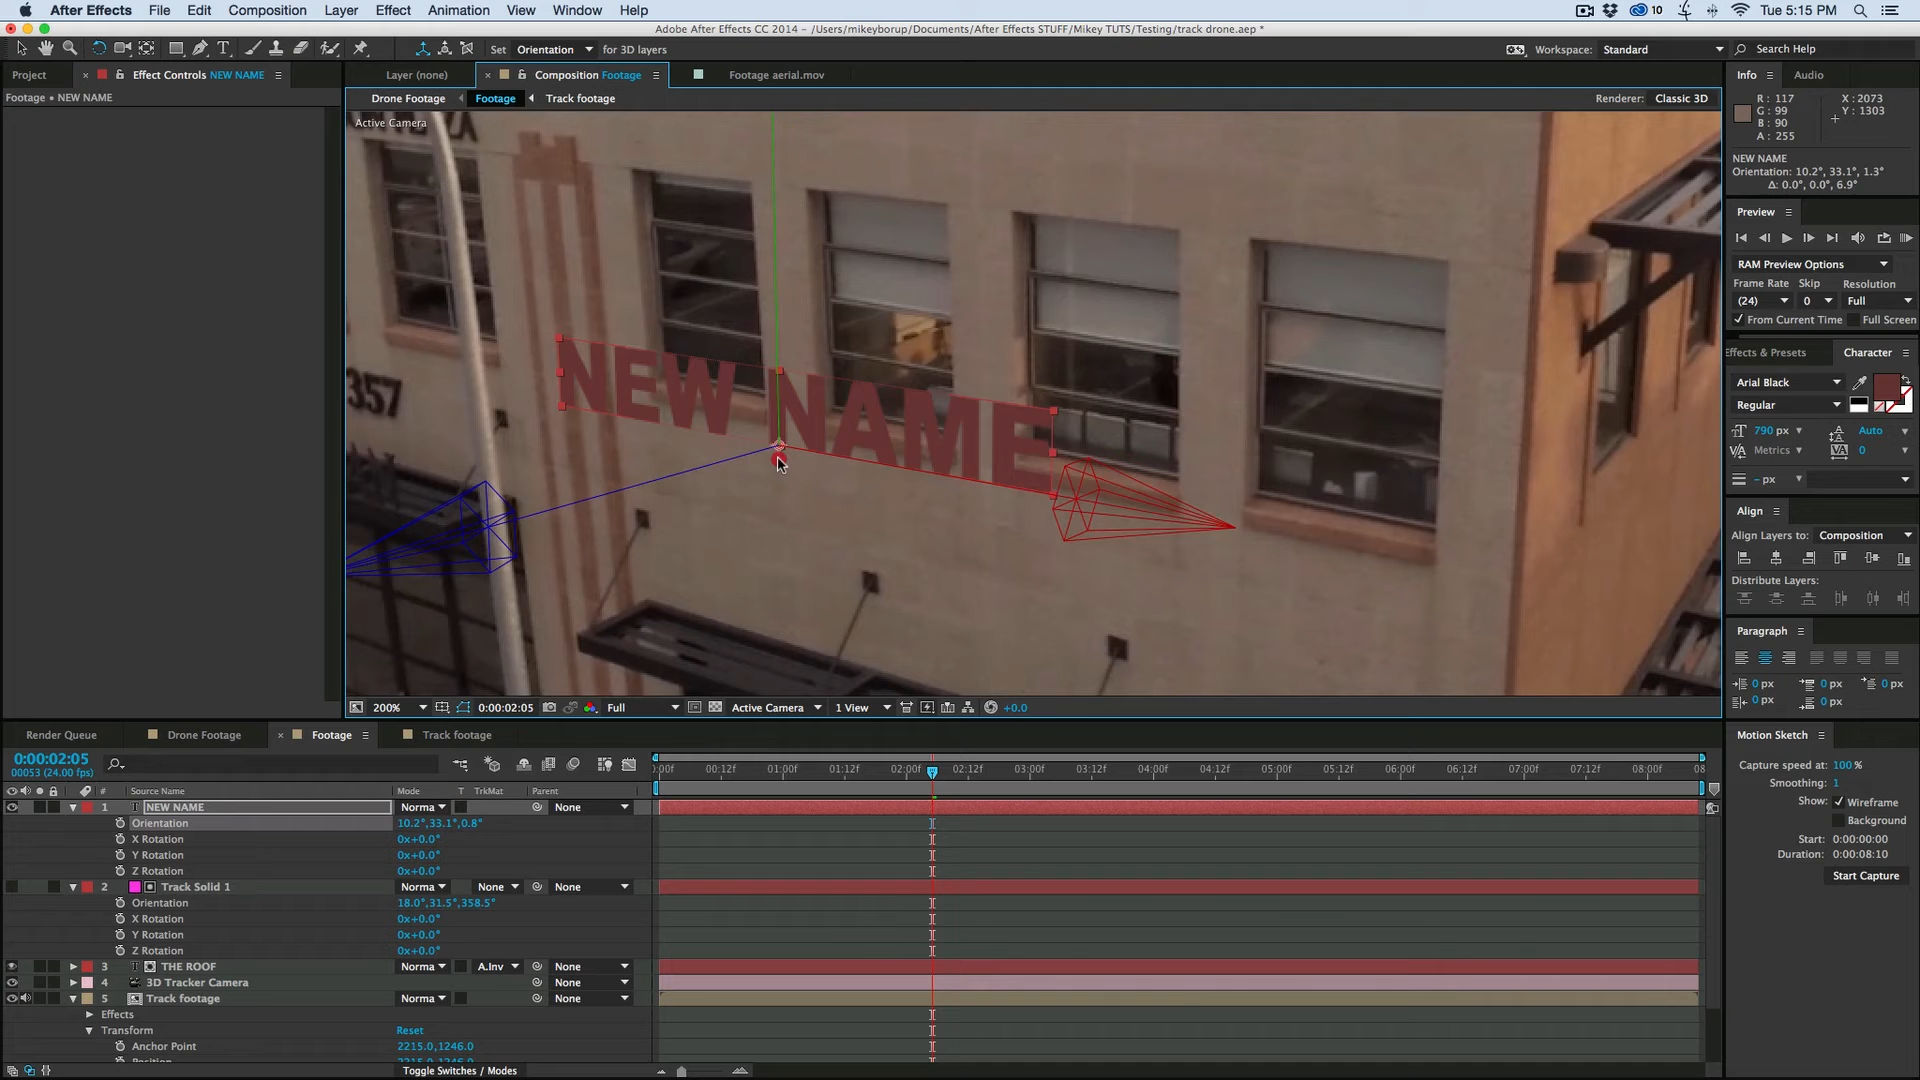 After Effects File Edit Composition Layer Effect Animation View Window Help
10 Tue 5:15 PM
Adobe After Effects CC 2014 – /Users/mikeyborup/Documents/After Effects STUFF/Mikey TUTS/Testing/track drone.aep *
Set Orientation for 3D layers
Workspace: Standard
Search Help
Project
Effect Controls NEW NAME
Layer (none)
Composition Footage
Footage aerial.mov
Info Audio
Footage • NEW NAME
Drone Footage Footage Track footage
Renderer: Classic 3D
Active Camera
R: 117
G: 99
B: 90
A: 255
X: 2073
Y: 1303
NEW NAME
Orientation: 10.2°, 33.1°, 1.3°
Δ: 0.0°, 0.0°, 6.9°
Preview
RAM Preview Options
Frame Rate Skip Resolution
(24) 0 Full
From Current Time Full Screen
Effects & Presets Character
Arial Black
Regular
790 px Auto
Metrics 0
- px
357
NEW NAME
Align
Align Layers to: Composition
Distribute Layers:
Paragraph
0 px 0 px 0 px
0 px 0 px
200% 0:00:02:05 Full Active Camera 1 View +0.0
Render Queue Drone Footage Footage Track footage
Motion Sketch
Capture speed at: 100 %
Smoothing: 1
Show: Wireframe
Background
Start: 0:00:00:00
Duration: 0:00:08:10
Start Capture
0:00:02:05
00053 (24.00 fps)
:00f 00:12f 01:00f 01:12f 02:00f 02:12f 03:00f 03:12f 04:00f 04:12f 05:00f 05:12f 06:00f 06:12f 07:00f 07:12f 08:00f 08
# Source Name Mode T TrkMat Parent
1 T NEW NAME Norma None
Orientation 10.2°,33.1°,0.8°
X Rotation 0x+0.0°
Y Rotation 0x+0.0°
Z Rotation 0x+0.0°
2 Track Solid 1 Norma None None
Orientation 18.0°,31.5°,358.5°
X Rotation 0x+0.0°
Y Rotation 0x+0.0°
Z Rotation 0x+0.0°
3 T THE ROOF Norma A.Inv None
4 3D Tracker Camera
5 Track footage Norma None
Effects
Transform Reset
Anchor Point 2215.0,1246.0
Position 2215.0,1246.0
Toggle Switches / Modes